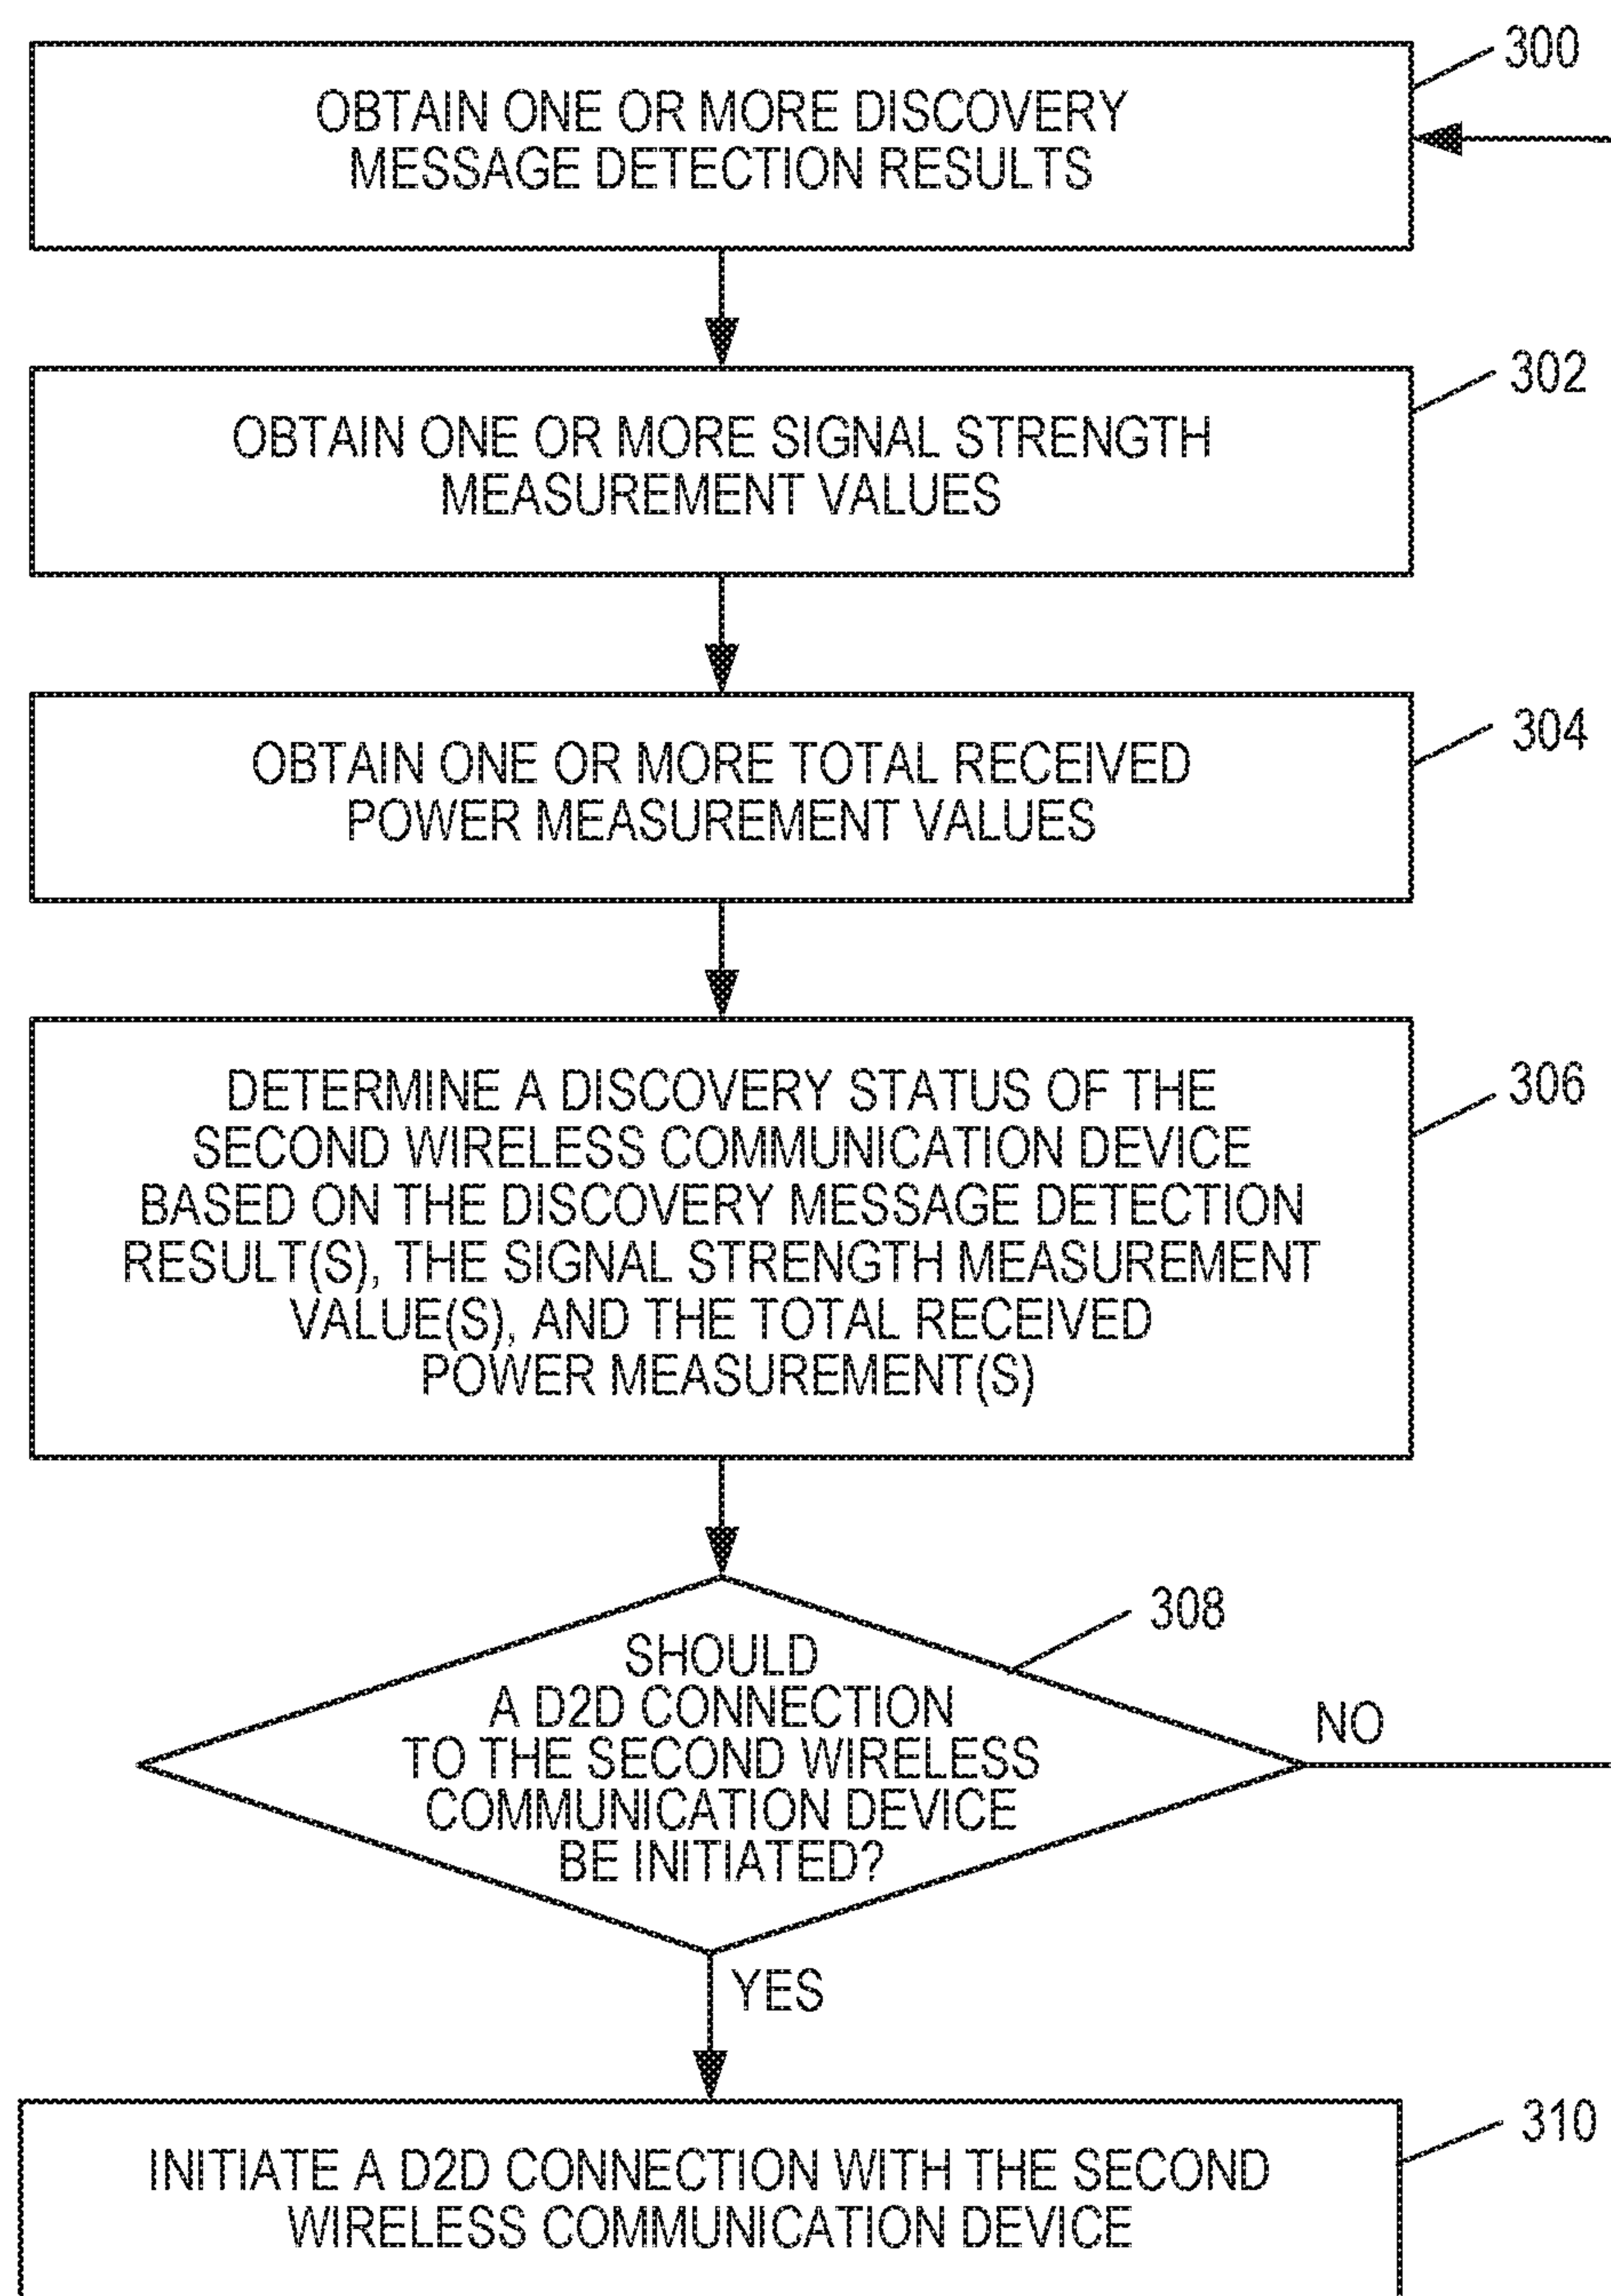 300
OBTAIN ONE OR MORE DISCOVERY
MESSAGE DETECTION RESULTS
302
OBTAIN ONE OR MORE SIGNAL STRENGTH
MEASUREMENT VALUES
304
OBTAIN ONE OR MORE TOTAL RECEIVED
POWER MEASUREMENT VALUES
306
DETERMINE A DISCOVERY STATUS OF THE
SECOND WIRELESS COMMUNICATION DEVICE
BASED ON THE DISCOVERY MESSAGE DETECTION
RESULT(S), THE SIGNAL STRENGTH MEASUREMENT
VALUE(S), AND THE TOTAL RECEIVED
POWER MEASUREMENT(S)
308
SHOULD
A D2D CONNECTION
TO THE SECOND WIRELESS
COMMUNICATION DEVICE
BE INITIATED?
NO
YES
310
INITIATE A D2D CONNECTION WITH THE SECOND
WIRELESS COMMUNICATION DEVICE